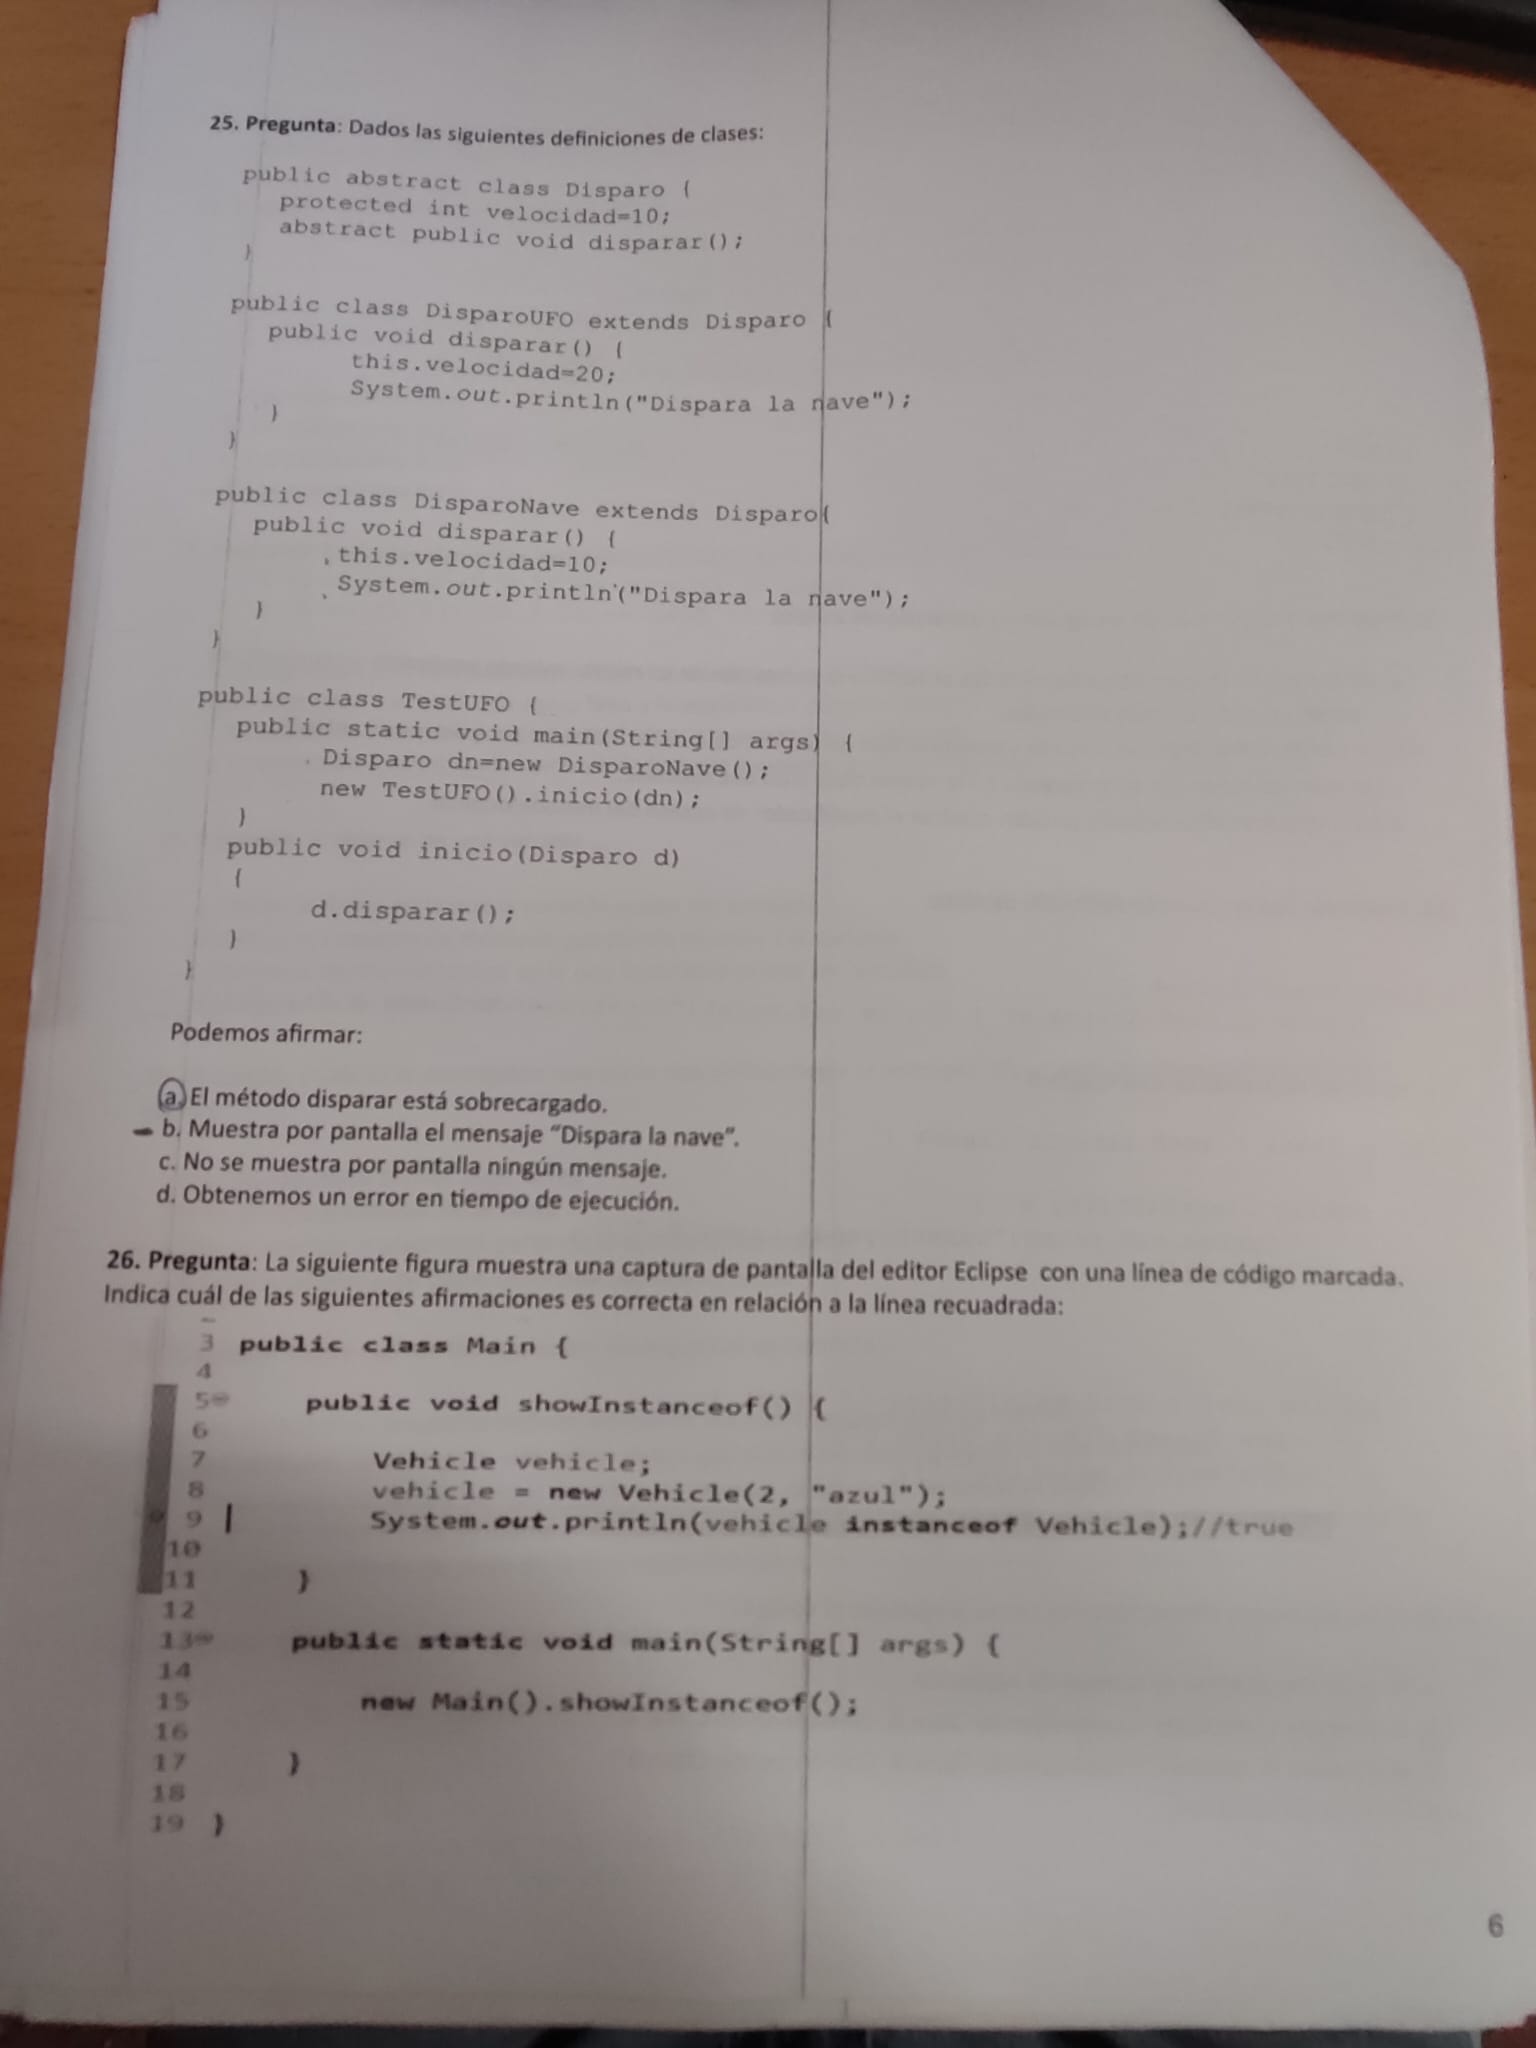 25. Pregunta: Dados las siguientes definiciones de clases:
public abstract class Disparo {
protected int velocidad=10;
abstract public void disparar();
}
public class DisparoUFO extends Disparo {
public void disparar() {
this.velocidad=20;
System.out.println("Dispara la nave");
}
}
public class DisparoNave extends Disparo{
public void disparar() {
this.velocidad=10;
System.out.println("Dispara la nave");
}
}
public class TestUFO {
public static void main(String[] args) {
Disparo dn=new DisparoNave();
new TestUFO().inicio(dn);
}
public void inicio(Disparo d)
{
d.disparar();
}
}
Podemos afirmar:
a. El método disparar está sobrecargado.
b. Muestra por pantalla el mensaje “Dispara la nave”.
c. No se muestra por pantalla ningún mensaje.
d. Obtenemos un error en tiempo de ejecución.
26. Pregunta: La siguiente figura muestra una captura de pantalla del editor Eclipse con una línea de código marcada.
Indica cuál de las siguientes afirmaciones es correcta en relación a la línea recuadrada:
3 public class Main {
4
5 public void showInstanceof() {
6
7 Vehicle vehicle;
8 vehicle = new Vehicle(2, "azul");
9 System.out.println(vehicle instanceof Vehicle);//true
10
11 }
12
13 public static void main(String[] args) {
14
15 new Main().showInstanceof();
16
17 }
18
19 }
6